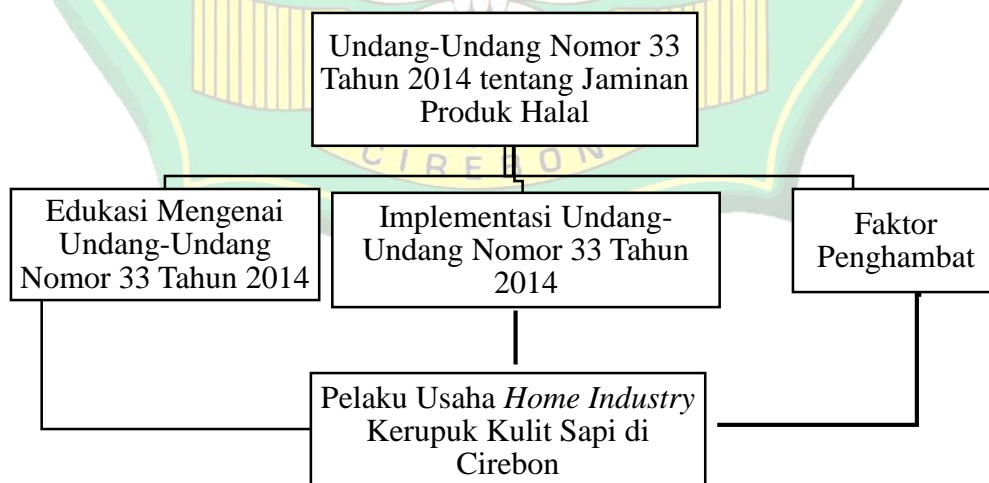 Undang-Undang Nomor 33
Tahun 2014 tentang Jaminan
Produk Halal
CIREBON
Edukasi Mengenai
Undang-Undang
Nomor 33 Tahun 2014
Implementasi Undang-
Undang Nomor 33 Tahun
2014
Faktor
Penghambat
Pelaku Usaha Home Industry
Kerupuk Kulit Sapi di
Cirebon